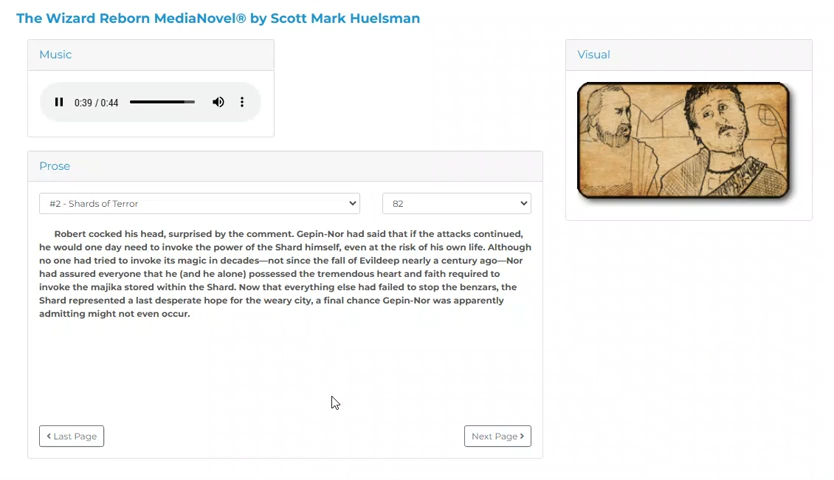 The Wizard Reborn MediaNovel® by Scott Mark Huelsman
Music
0:39 / 0:44
Visual
Prose
#2 - Shards of Terror
82
Robert cocked his head, surprised by the comment. Gepin-Nor had said that if the attacks continued,
he would one day need to invoke the power of the Shard himself, even at the risk of his own life. Although
no one had tried to invoke its magic in decades—not since the fall of Evildeep nearly a century ago—Nor
had assured everyone that he (and he alone) possessed the tremendous heart and faith required to
invoke the majika stored within the Shard. Now that everything else had failed to stop the benzars, the
Shard represented a last desperate hope for the weary city, a final chance Gepin-Nor was apparently
admitting might not even occur.
Last Page
Next Page